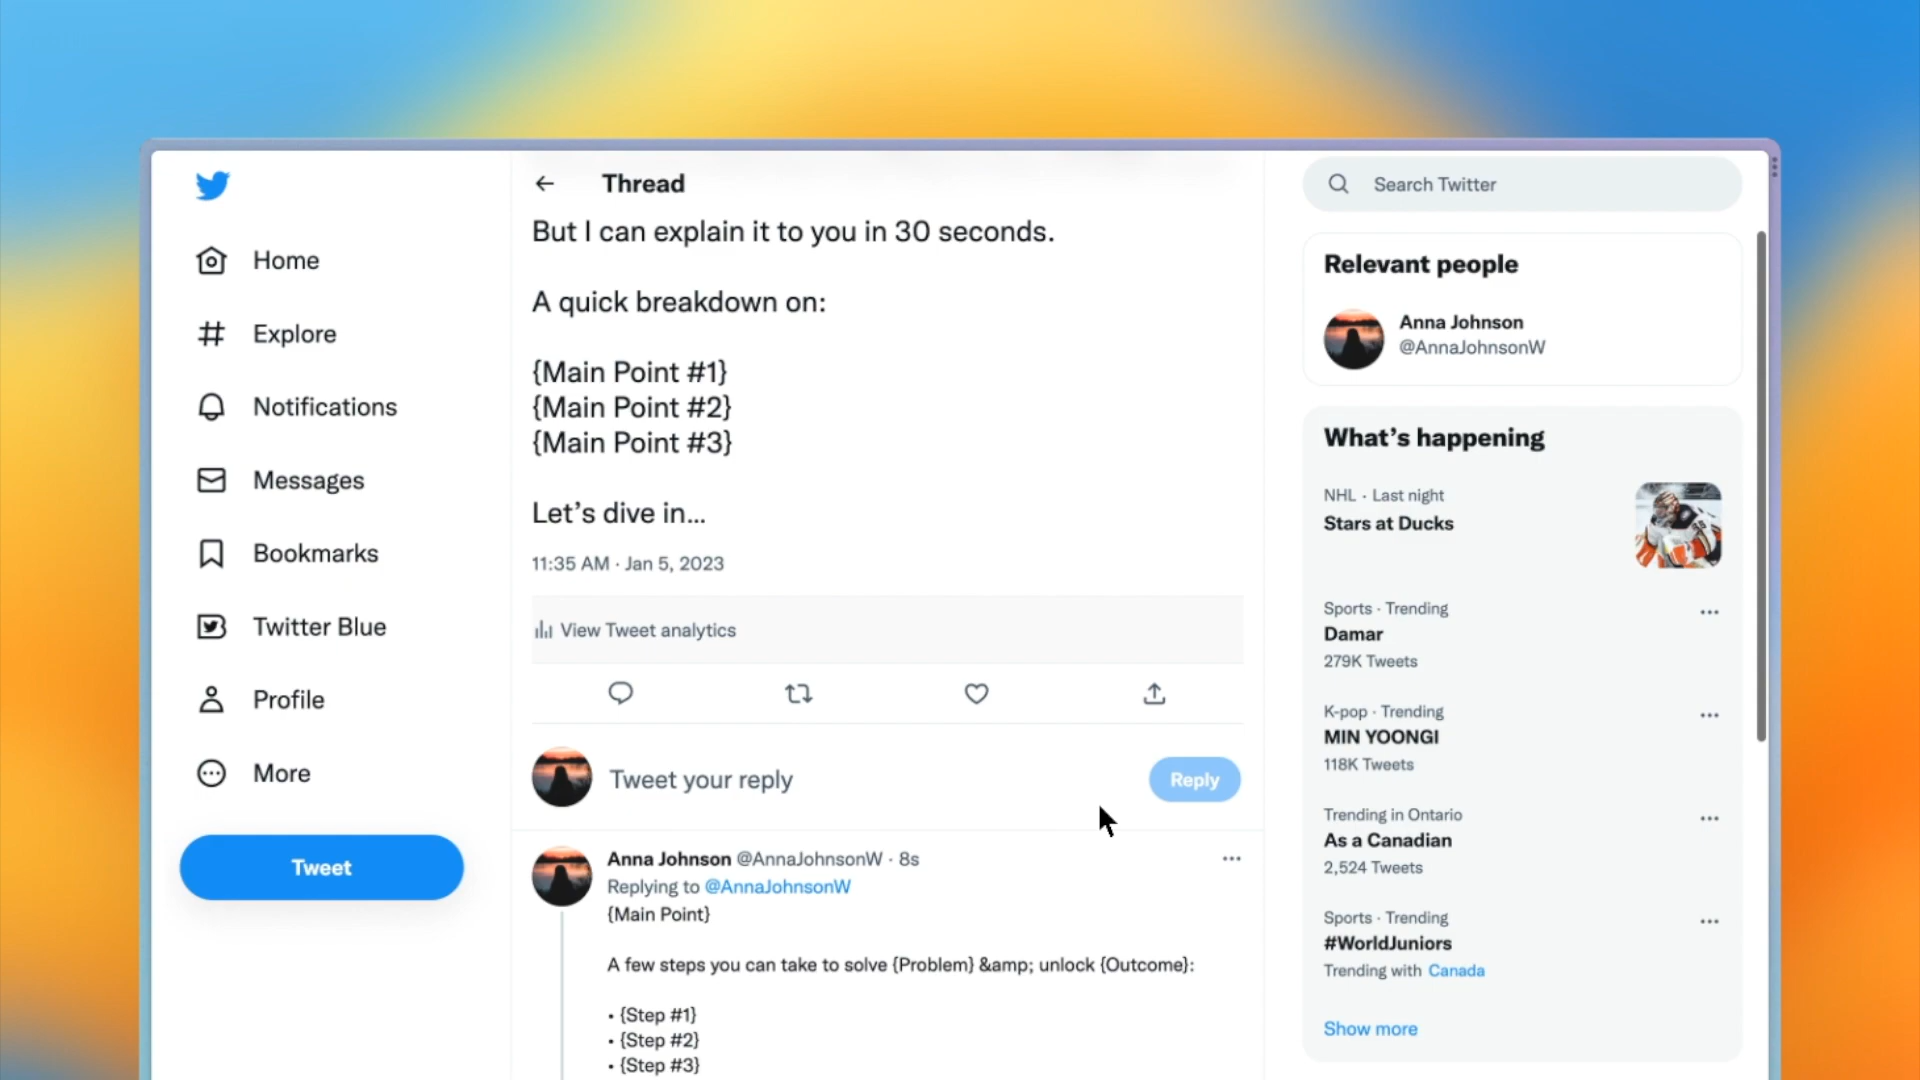 Home
Explore
Notifications
Messages
Bookmarks
Twitter Blue
Profile
More
Tweet
Thread
But I can explain it to you in 30 seconds.
A quick breakdown on:
{Main Point #1}
{Main Point #2}
{Main Point #3}
Let’s dive in...
11:35 AM · Jan 5, 2023
View Tweet analytics
Tweet your reply
Reply
Anna Johnson @AnnaJohnsonW · 8s
Replying to @AnnaJohnsonW
{Main Point}
A few steps you can take to solve {Problem} &amp; unlock {Outcome}:
• {Step #1}
• {Step #2}
• {Step #3}
Search Twitter
Relevant people
Anna Johnson
@AnnaJohnsonW
What’s happening
NHL · Last night
Stars at Ducks
Sports · Trending
Damar
279K Tweets
K-pop · Trending
MIN YOONGI
118K Tweets
Trending in Ontario
As a Canadian
2,524 Tweets
Sports · Trending
#WorldJuniors
Trending with Canada
Show more